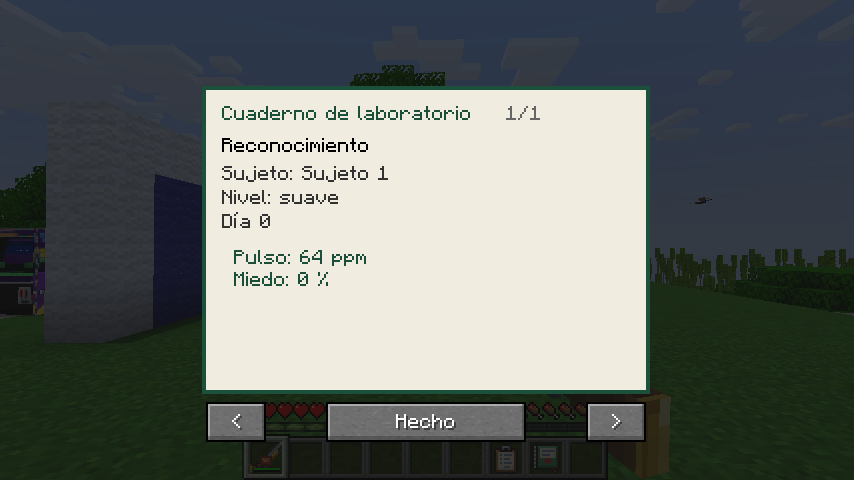 Cuaderno de laboratorio 1/1
Reconocimiento
Sujeto: Sujeto 1
Nivel: suave
Día 0
Pulso: 64 ppm
Miedo: 0 %
< Hecho >